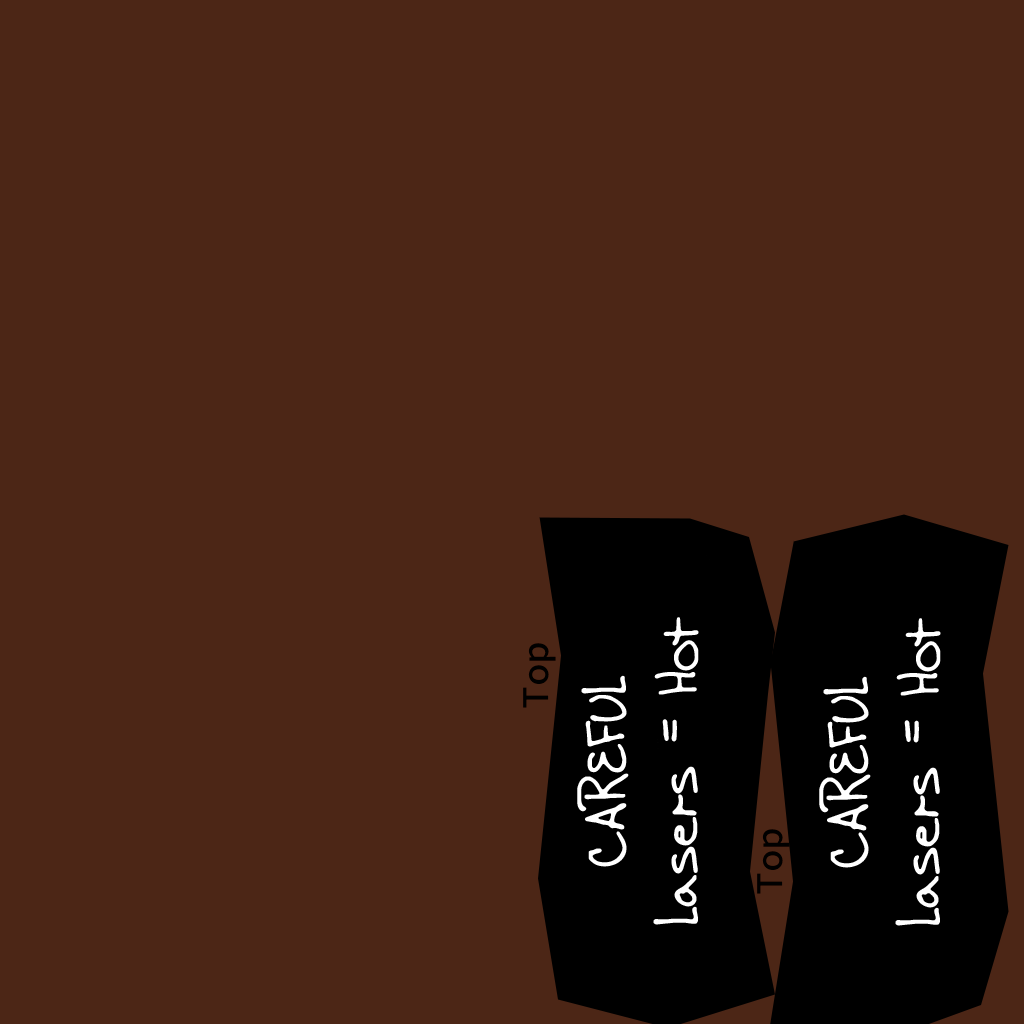 Top
CAREFUL
Lasers = Hot
Top
CAREFUL
Lasers = Hot